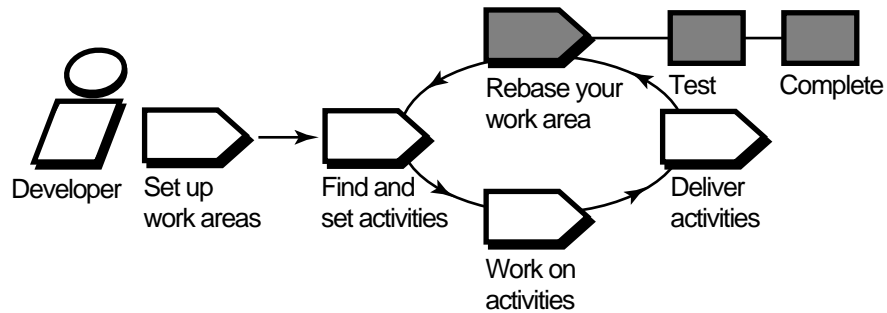 Rebase your
work area
Test
Complete
Developer
Set up
work areas
Find and
set activities
Deliver
activities
Work on
activities